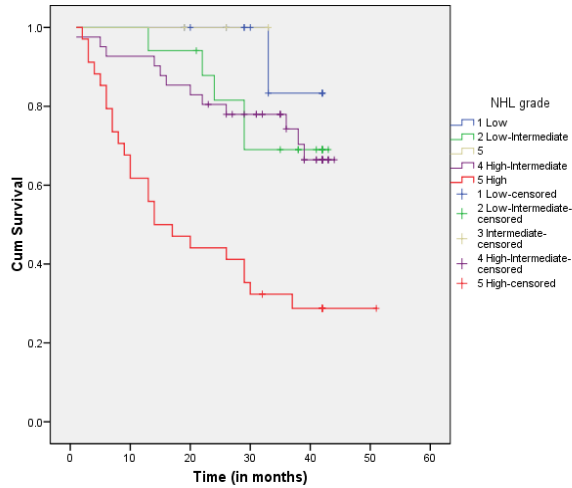 NHL grade
1 Low
2 Low-Intermediate
5
4 High-Intermediate
5 High
1 Low-censored
2 Low-Intermediate-
censored
3 Intermediate-
censored
4 High-Intermediate-
censored
5 High-censored
Cum Survival
1.0
0.8
0.6
0.4
0.2
0.0
0
10
20
30
40
50
60
Time (in months)